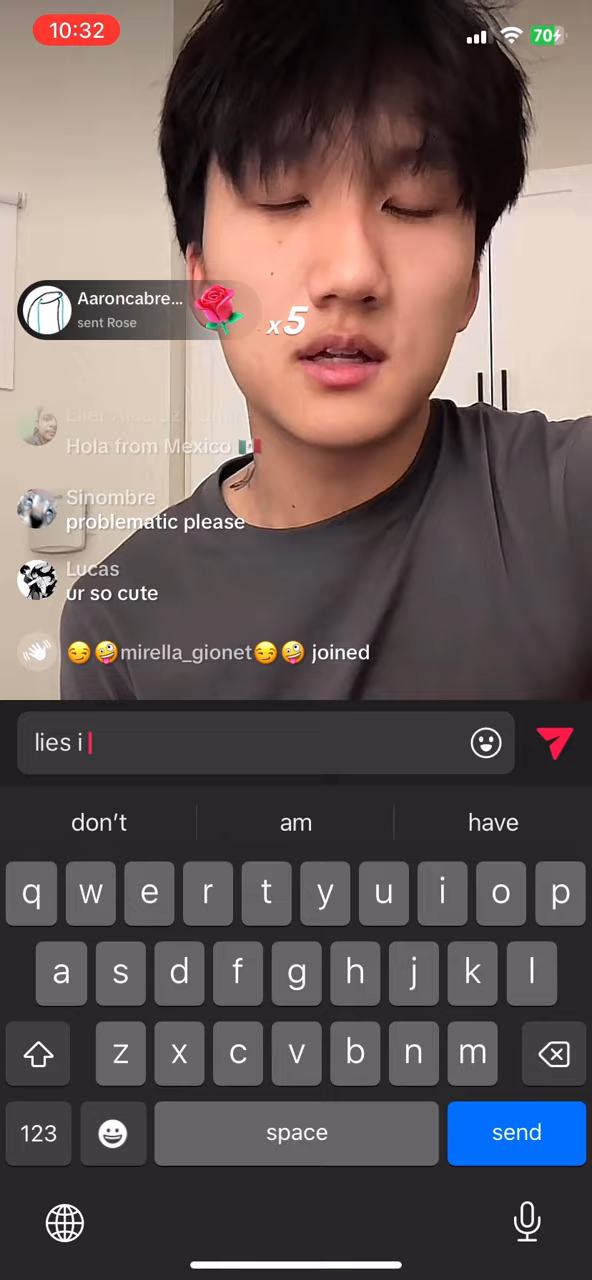 10:32
70
Aaroncabre...
sent Rose
x5
Hola from Mexico 🇲🇽
Sinombre
problematic please
Lucas
ur so cute
😏🤪mirella_gionet😏🤪 joined
lies i
don't am have
q w e r t y u i o p
a s d f g h j k l
z x c v b n m
123 space send